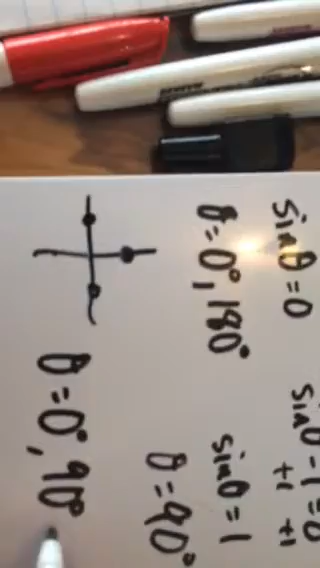 sinθ = 0
θ = 0°, 180°
sinθ - 1 = 0
+1 +1
sinθ = 1
θ = 90°
θ = 0°, 90°